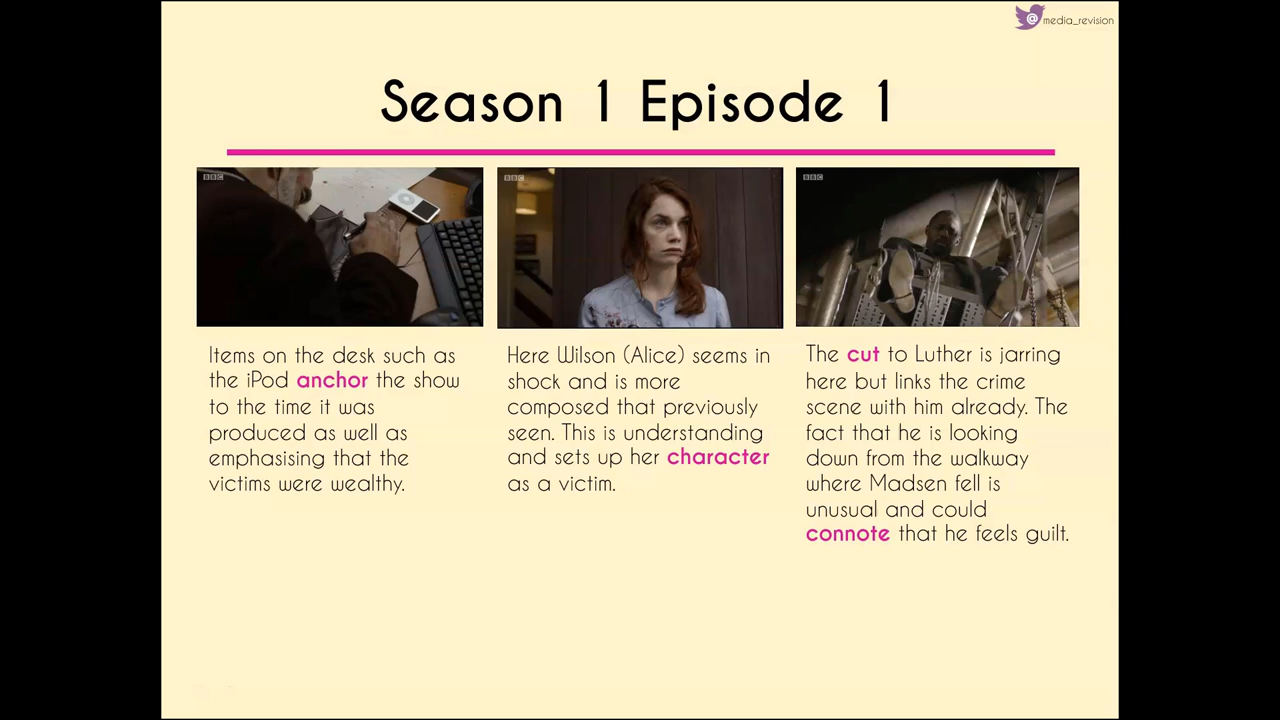 @media_revision
Season 1 Episode 1
BBC
BBC
BBC
Items on the desk such as
the iPod anchor the show
to the time it was
produced as well as
emphasising that the
victims were wealthy.
Here Wilson (Alice) seems in
shock and is more
composed that previously
seen. This is understanding
and sets up her character
as a victim.
The cut to Luther is jarring
here but links the crime
scene with him already. The
fact that he is looking
down from the walkway
where Madsen fell is
unusual and could
connote that he feels guilt.